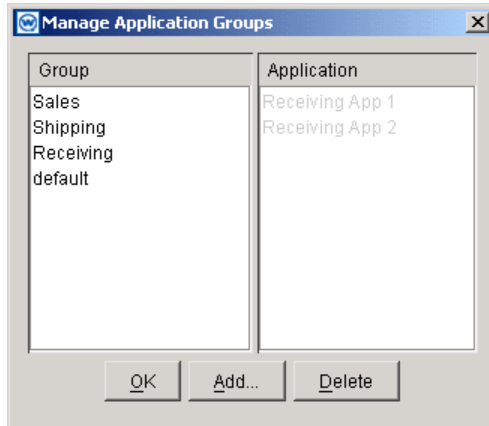 Manage Application Groups
Group
Application
Sales
Shipping
Receiving
default
Receiving App 1
Receiving App 2
OK
Add...
Delete